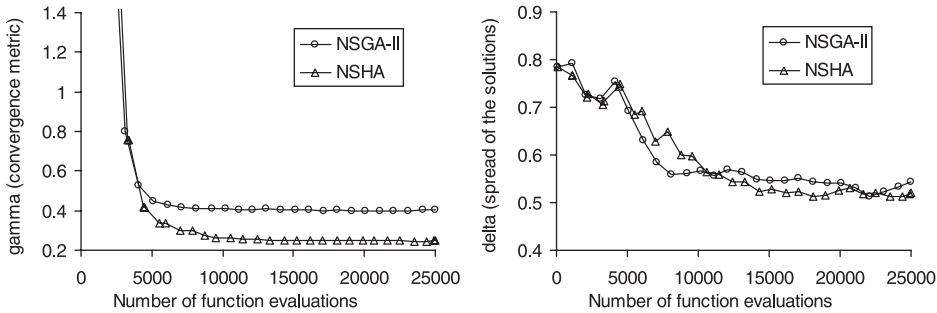 gamma (convergence metric)
1.4
1.2
1
0.8
0.6
0.4
0.2
0 5000 10000 15000 20000 25000
Number of function evaluations
NSGA-II
NSHA
delta (spread of the solutions)
0.9
0.8
0.7
0.6
0.5
0.4
0 5000 10000 15000 20000 25000
Number of function evaluations
NSGA-II
NSHA